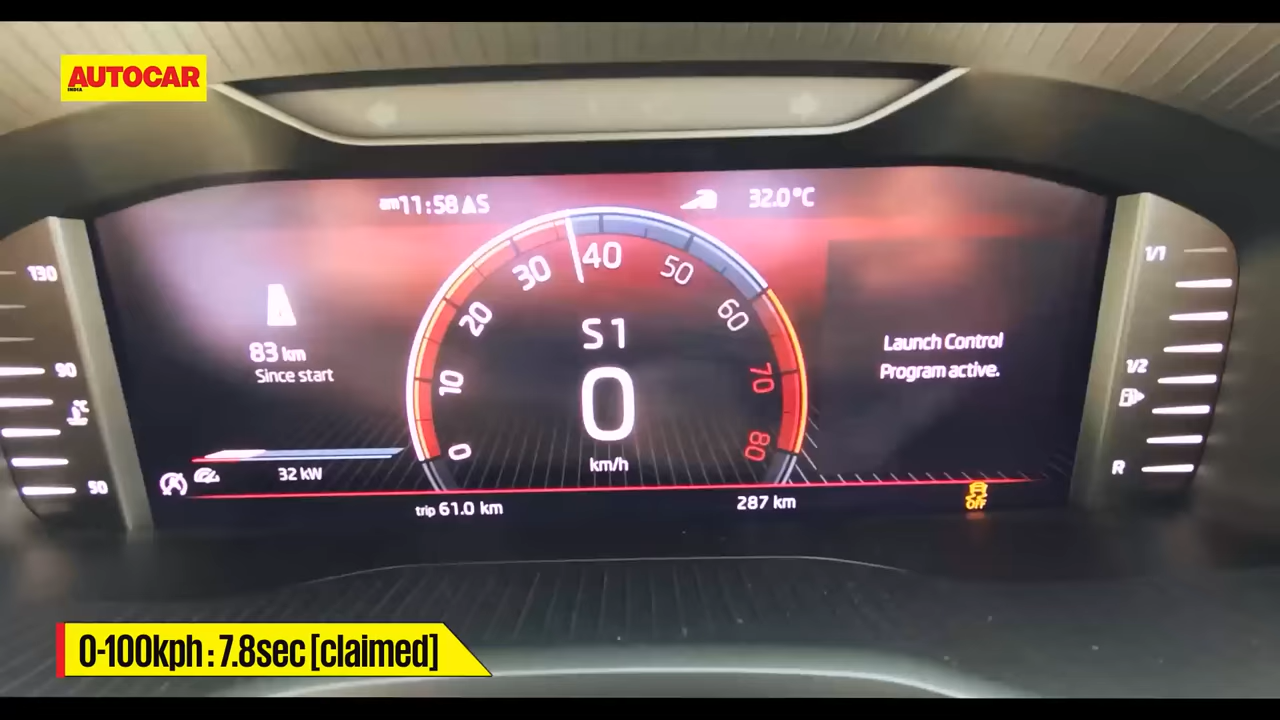 AUTOCAR
INDIA
am11:58
32.0°C
130
90
50
83 km
Since start
32 kW
0
10
20
30
40
50
60
70
80
S1
0
km/h
Launch Control
Program active.
1/1
1/2
R
trip 61.0 km
287 km
OFF
0-100kph : 7.8sec [claimed]